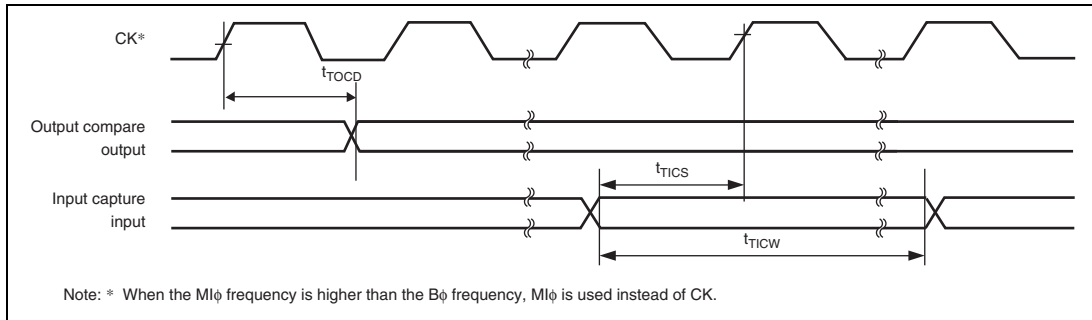 CK*
tTOCD
Output compare
output
tTICS
Input capture
input
tTICW
Note: * When the MIφ frequency is higher than the Bφ frequency, MIφ is used instead of CK.